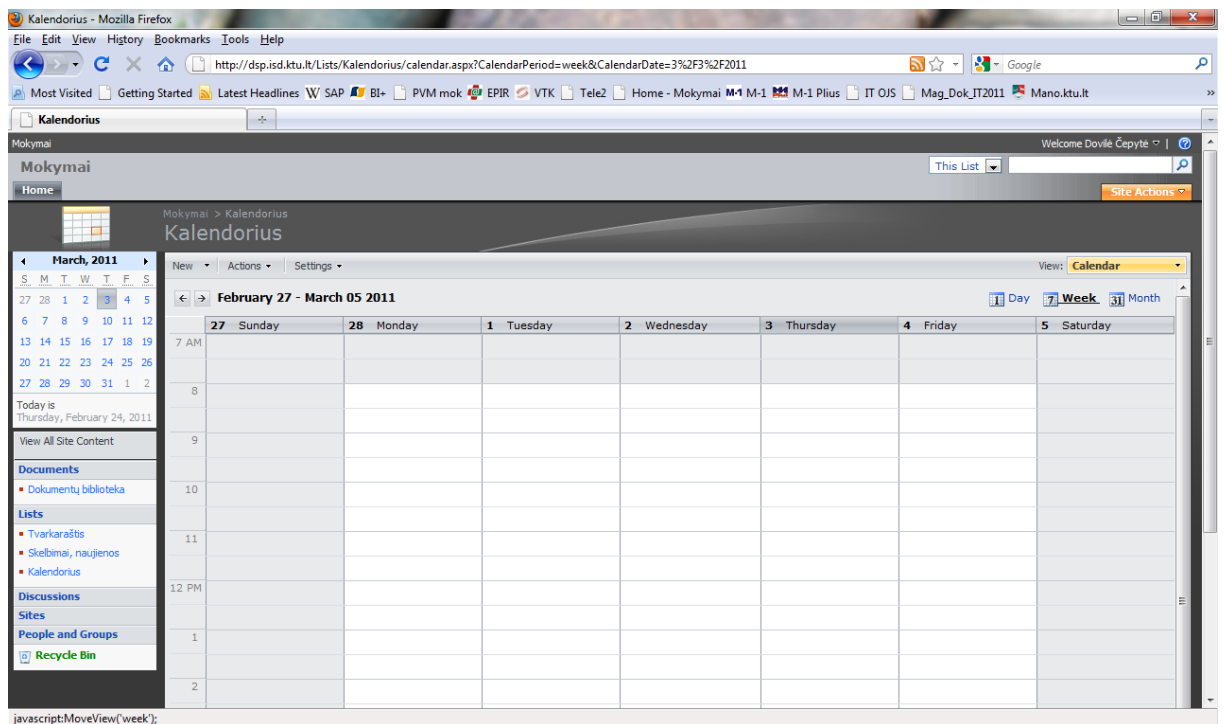 Kalendorius - Mozilla Firefox
File Edit View History Bookmarks Tools Help
http://dsp.isd.ktu.lt/Lists/Kalendorius/calendar.aspx?CalendarPeriod=week&CalendarDate=3%2F3%2F2011
Google
Most Visited Getting Started Latest Headlines SAP BI+ PVM mok EPIR VTK Tele2 Home - Mokymai M-1 M-1 M-1 Plius IT OJS Mag_Dok_IT2011 Mano.ktu.lt »
Kalendorius
Mokymai
Welcome Dovilė Čepytė
Mokymai
This List
Home
Site Actions
Mokymai > Kalendorius
Kalendorius
March, 2011
S M T W T F S
27 28 1 2 3 4 5
6 7 8 9 10 11 12
13 14 15 16 17 18 19
20 21 22 23 24 25 26
27 28 29 30 31 1 2
Today is
Thursday, February 24, 2011
View All Site Content
Documents
Dokumentų biblioteka
Lists
Tvarkaraštis
Skelbimai, naujienos
Kalendorius
Discussions
Sites
People and Groups
Recycle Bin
New Actions Settings
View: Calendar
February 27 - March 05 2011
1 Day 7 Week 31 Month
27 Sunday 28 Monday 1 Tuesday 2 Wednesday 3 Thursday 4 Friday 5 Saturday
7 AM
8
9
10
11
12 PM
1
2
javascript:MoveView('week');